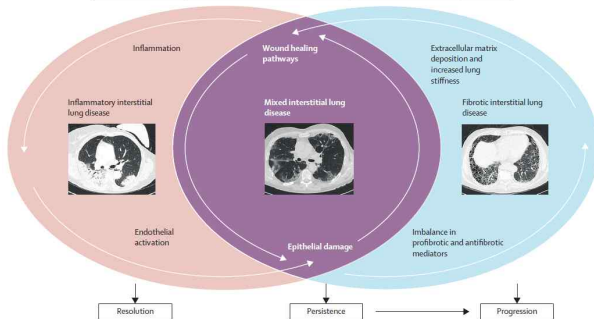 Inflammation
Wound healing
pathways
Extracellular matrix
deposition and
increased lung
stiffness
Inflammatory interstitial
lung disease
Mixed interstitial lung
disease
Fibrotic interstitial lung
disease
Endothelial
activation
Epithelial damage
Imbalance in
profibrotic and antifibrotic
mediators
Resolution
Persistence
Progression